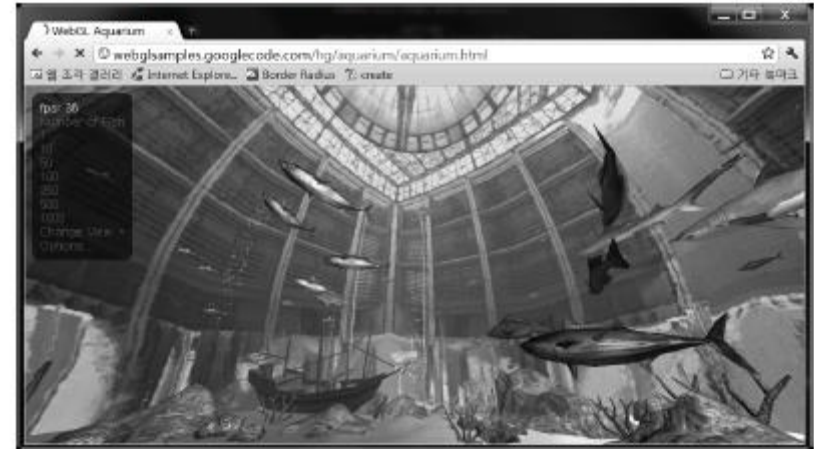 WebGL Aquarium
webglsamples.googlecode.com/hg/aquarium/aquarium.html
웹 조각 갤러리 Internet Explore... Border Radius create 기타 북마크
fps: 36
Number of Fish
1
10
50
100
250
500
1000
Change View
Options